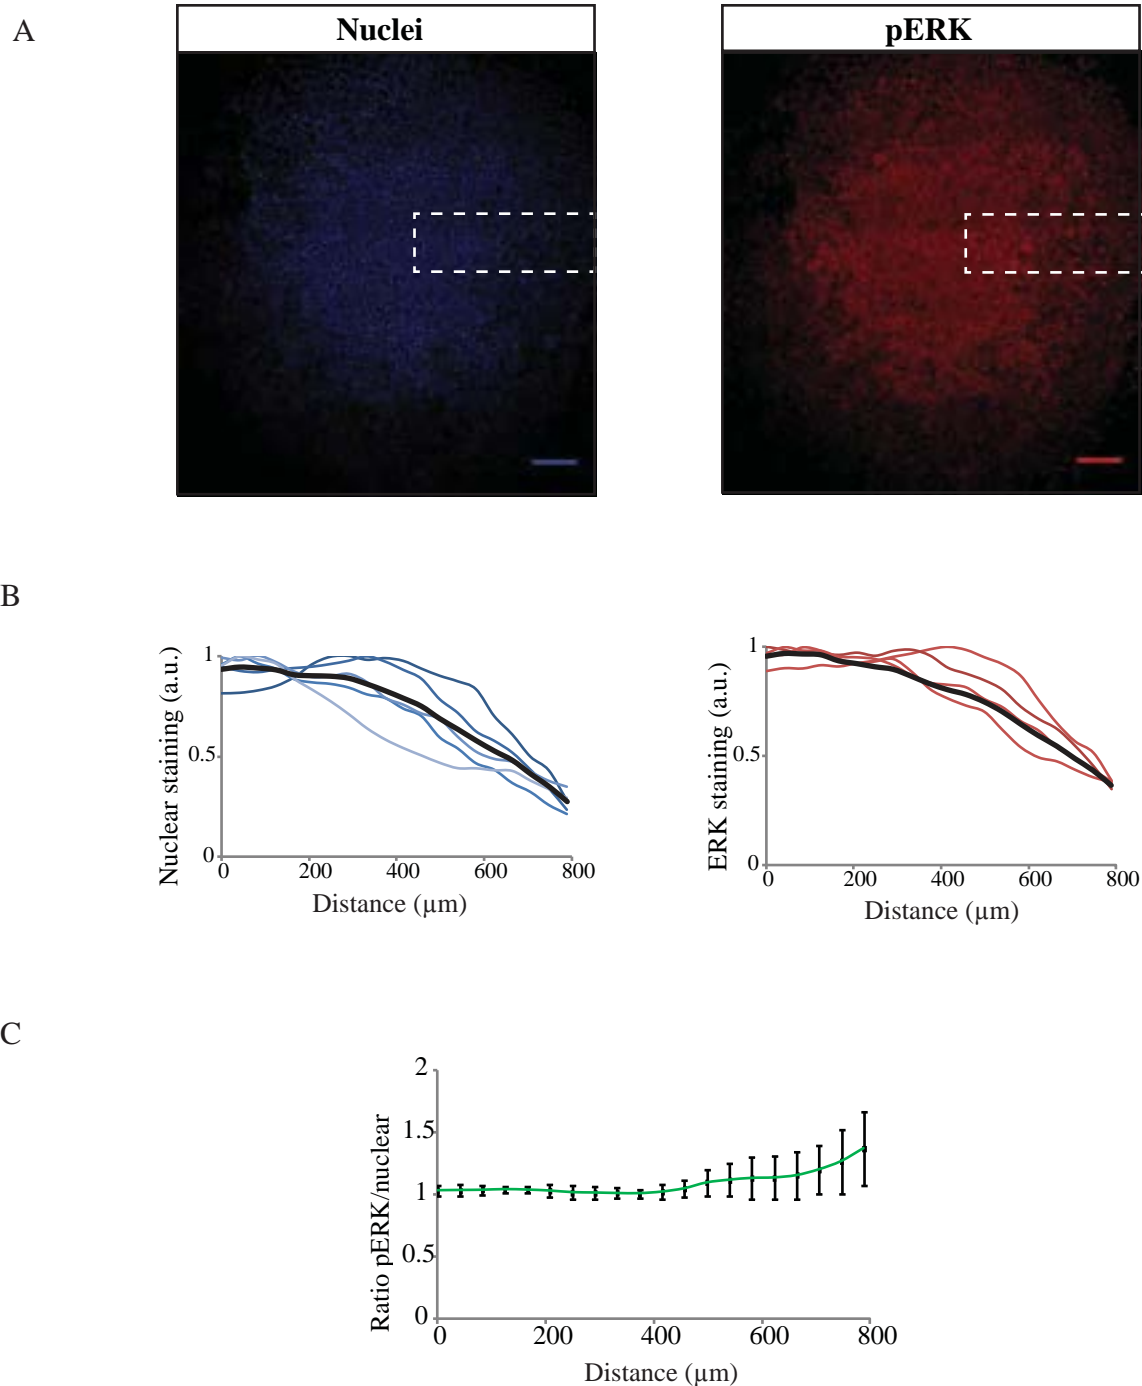 A
Nuclei
pERK
B
Nuclear staining (a.u.)
1
0.5
0
0 200 400 600 800
Distance (µm)
ERK staining (a.u.)
1
0.5
0
0 200 400 600 800
Distance (µm)
C
Ratio pERK/nuclear
2
1.5
1
0.5
0
0 200 400 600 800
Distance (µm)